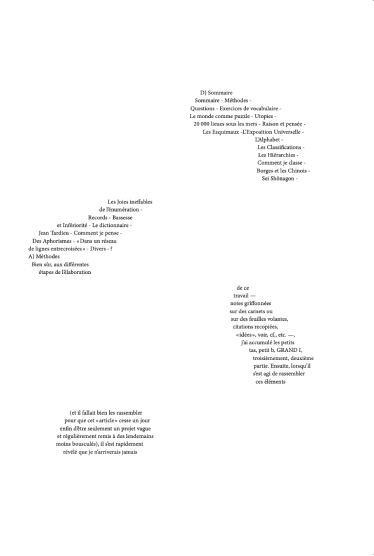 D) Sommaire
Sommaire - Méthodes -
Questions - Exercices de vocabulaire -
Le monde comme puzzle - Utopies -
20 000 lieues sous les mers - Raison et pensée -
Les Esquimaux - L'Exposition Universelle -
L'Alphabet -
Les Classifications -
Les Hiérarchies -
Comment je classe -
Borges et les Chinois -
Sei Shônagon -
Les Joies ineffables
de l'énumération -
Records - Bassesse
et Infériorité - Le dictionnaire -
Jean Tardieu - Comment je pense -
Des Aphorismes - « Dans un réseau
de lignes entrecroisées » - Divers - ?
A) Méthodes
Bien sûr, aux différentes
étapes de l'élaboration
de ce
travail —
notes griffonnées
sur des carnets ou
sur des feuilles volantes,
citations recopiées,
« idées », voir, cf., etc. —,
j'ai accumulé les petits
tas, petit b, GRAND I,
troisièmement, deuxième
partie. Ensuite, lorsqu'il
s'est agi de rassembler
ces éléments
(et il fallait bien les rassembler
pour que cet « article » cesse un jour
enfin d'être seulement un projet vague
et régulièrement remis à des lendemains
moins bousculés), il s'est rapidement
révélé que je n'arriverais jamais